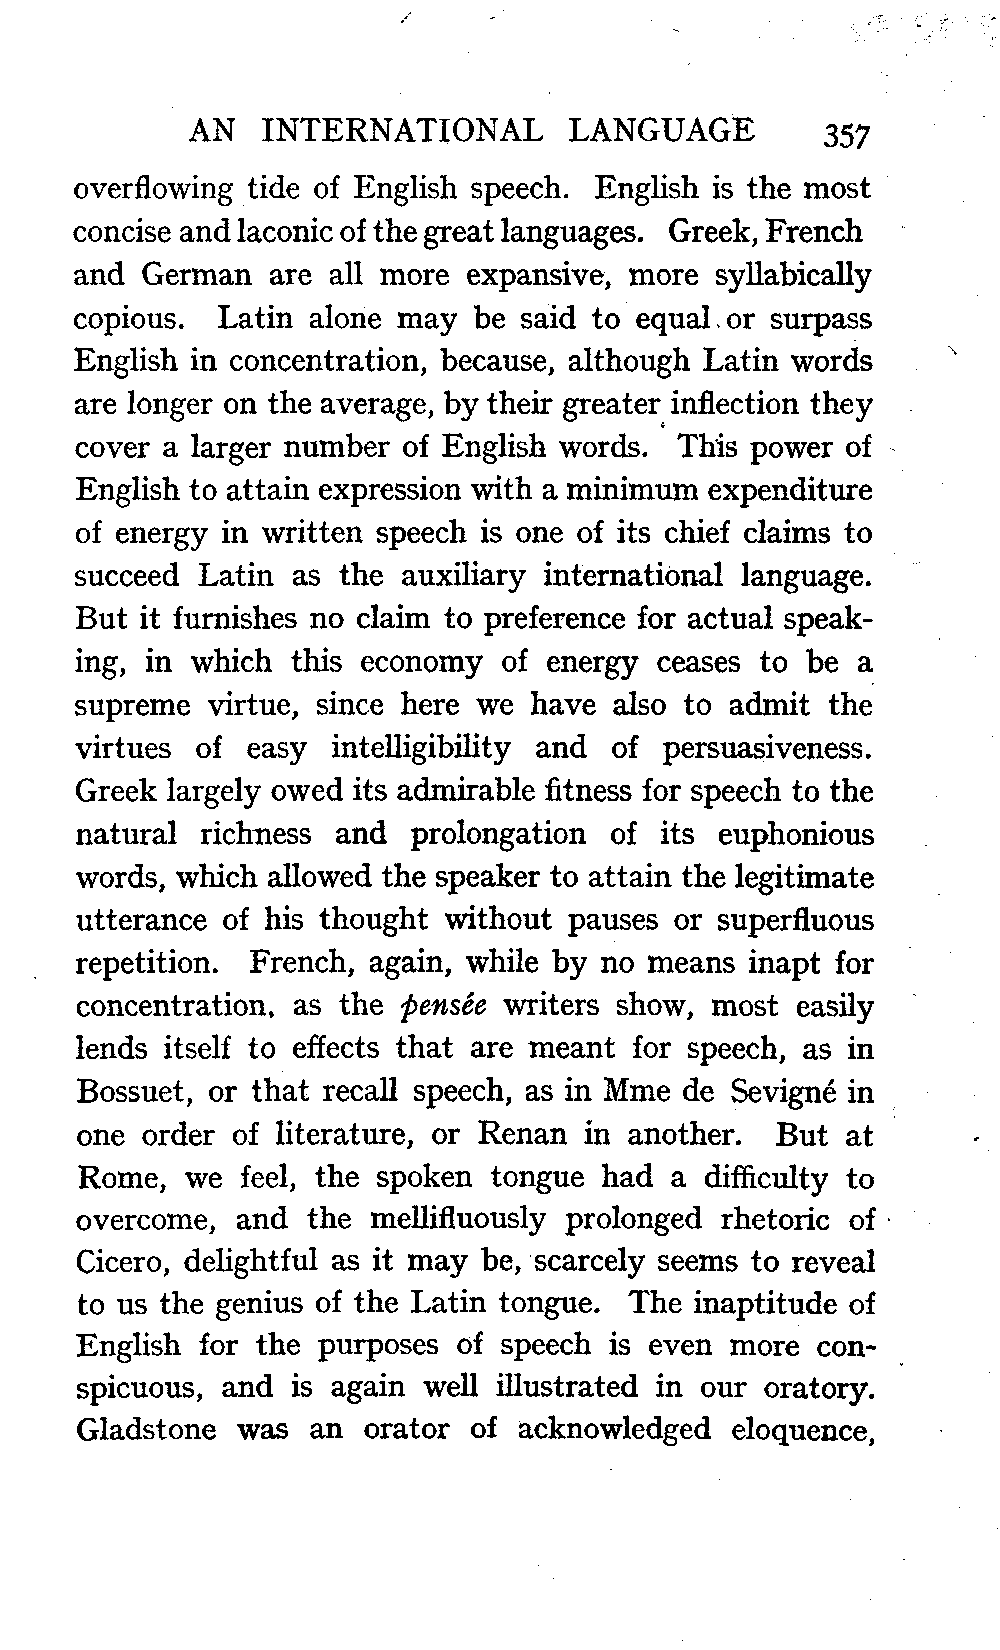 AN INTERNATIONAL LANGUAGE 357
overflowing tide of English speech. English is the most
concise and laconic of the great languages. Greek, French
and German are all more expansive, more syllabically
copious. Latin alone may be said to equal or surpass
English in concentration, because, although Latin words
are longer on the average, by their greater inflection they
cover a larger number of English words. This power of
English to attain expression with a minimum expenditure
of energy in written speech is one of its chief claims to
succeed Latin as the auxiliary international language.
But it furnishes no claim to preference for actual speak-
ing, in which this economy of energy ceases to be a
supreme virtue, since here we have also to admit the
virtues of easy intelligibility and of persuasiveness.
Greek largely owed its admirable fitness for speech to the
natural richness and prolongation of its euphonious
words, which allowed the speaker to attain the legitimate
utterance of his thought without pauses or superfluous
repetition. French, again, while by no means inapt for
concentration, as the pensée writers show, most easily
lends itself to effects that are meant for speech, as in
Bossuet, or that recall speech, as in Mme de Sevigné in
one order of literature, or Renan in another. But at
Rome, we feel, the spoken tongue had a difficulty to
overcome, and the mellifluously prolonged rhetoric of
Cicero, delightful as it may be, scarcely seems to reveal
to us the genius of the Latin tongue. The inaptitude of
English for the purposes of speech is even more con-
spicuous, and is again well illustrated in our oratory.
Gladstone was an orator of acknowledged eloquence,